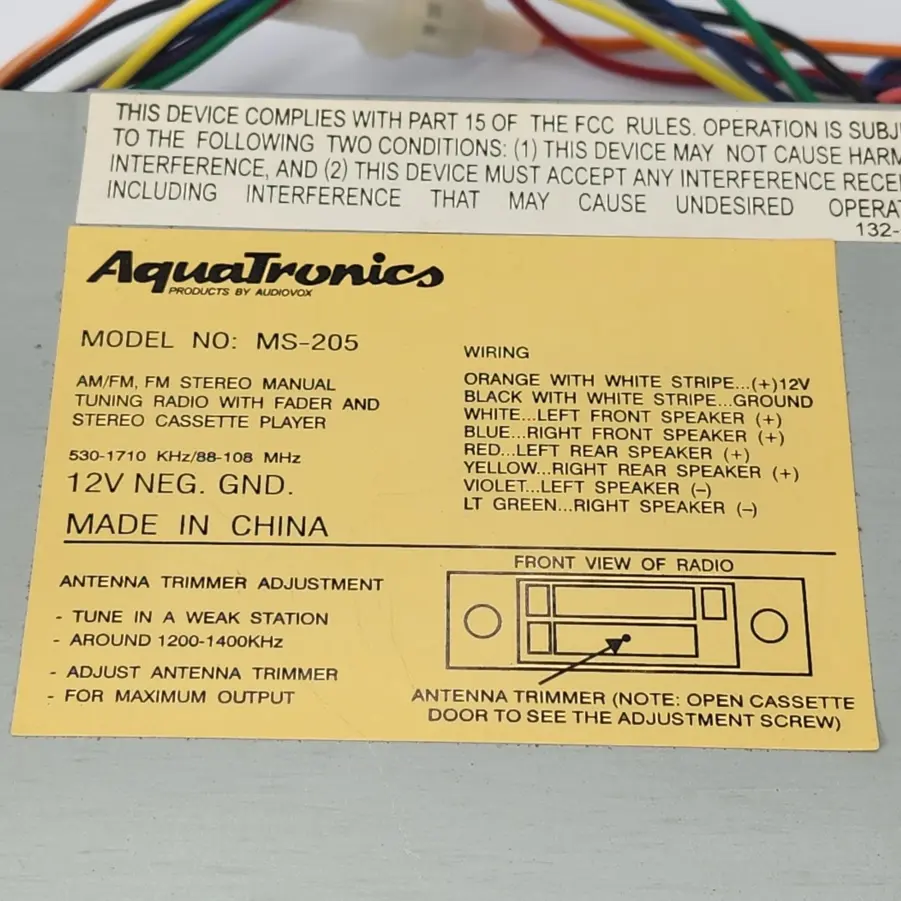 THIS DEVICE COMPLIES WITH PART 15 OF THE FCC RULES. OPERATION IS SUBJ
TO THE FOLLOWING TWO CONDITIONS: (1) THIS DEVICE MAY NOT CAUSE HARM
INTERFERENCE, AND (2) THIS DEVICE MUST ACCEPT ANY INTERFERENCE RECE
INCLUDING INTERFERENCE THAT MAY CAUSE UNDESIRED OPERAT
132-
AquaTronics
PRODUCTS BY AUDIOVOX
MODEL NO: MS-205
AM/FM, FM STEREO MANUAL
TUNING RADIO WITH FADER AND
STEREO CASSETTE PLAYER
530-1710 KHz/88-108 MHz
12V NEG. GND.
MADE IN CHINA
WIRING
ORANGE WITH WHITE STRIPE...(+)12V
BLACK WITH WHITE STRIPE...GROUND
WHITE...LEFT FRONT SPEAKER (+)
BLUE...RIGHT FRONT SPEAKER (+)
RED...LEFT REAR SPEAKER (+)
YELLOW...RIGHT REAR SPEAKER (+)
VIOLET...LEFT SPEAKER (-)
LT GREEN...RIGHT SPEAKER (-)
ANTENNA TRIMMER ADJUSTMENT
- TUNE IN A WEAK STATION
- AROUND 1200-1400KHz
- ADJUST ANTENNA TRIMMER
- FOR MAXIMUM OUTPUT
FRONT VIEW OF RADIO
ANTENNA TRIMMER (NOTE: OPEN CASSETTE
DOOR TO SEE THE ADJUSTMENT SCREW)